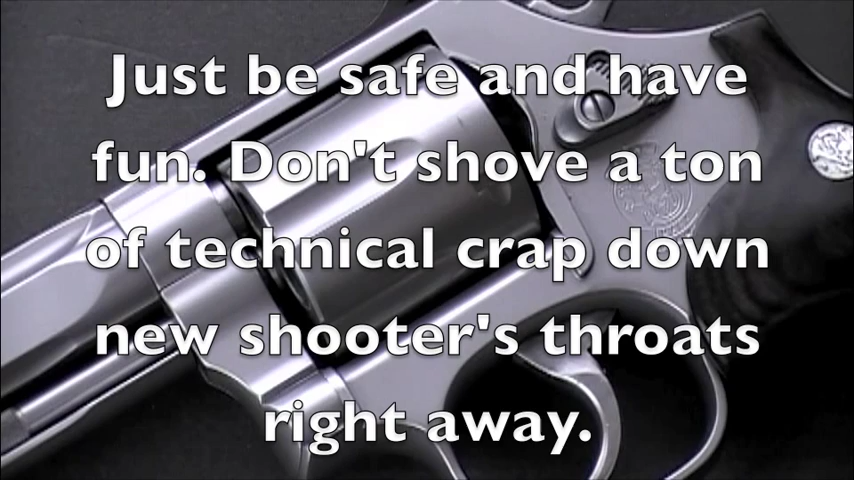 Just be safe and have
fun. Don't shove a ton
of technical crap down
new shooter's throats
right away.